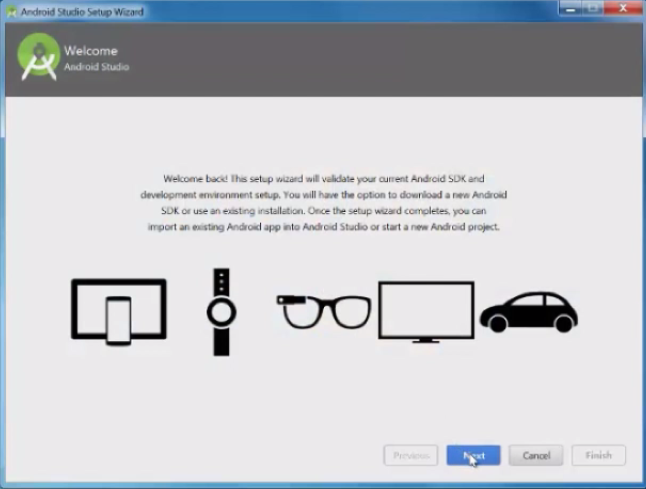 Android Studio Setup Wizard
Welcome
Android Studio
Welcome back! This setup wizard will validate your current Android SDK and
development environment setup. You will have the option to download a new Android
SDK or use an existing installation. Once the setup wizard completes, you can
import an existing Android app into Android Studio or start a new Android project.
Previous Next Cancel Finish